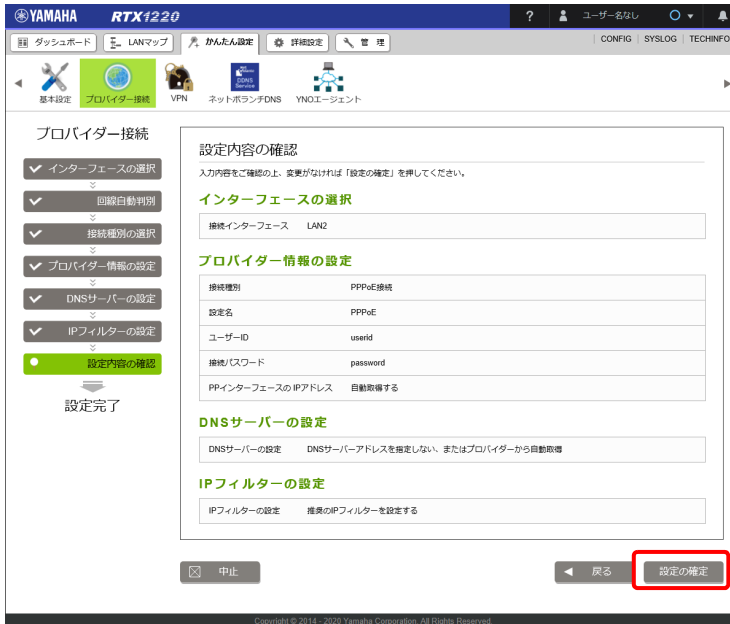 YAMAHA RTX1220 ? ユーザー名なし
ダッシュボード LANマップ かんたん設定 詳細設定 管 理 CONFIG SYSLOG TECHINFO
基本設定 プロバイダー接続 VPN ネットボランチDNS YNOエージェント
DDNS
Service
プロバイダー接続
インターフェースの選択
回線自動判別
接続種別の選択
プロバイダー情報の設定
DNSサーバーの設定
IPフィルターの設定
設定内容の確認
設定完了
設定内容の確認
入力内容をご確認の上、変更がなければ「設定の確定」を押してください。
インターフェースの選択
接続インターフェース LAN2
プロバイダー情報の設定
接続種別 PPPoE接続
設定名 PPPoE
ユーザーID userid
接続パスワード password
PPインターフェースの IPアドレス 自動取得する
DNSサーバーの設定
DNSサーバーの設定 DNSサーバーアドレスを指定しない、またはプロバイダーから自動取得
IPフィルターの設定
IPフィルターの設定 推奨のIPフィルターを設定する
中止 戻る 設定の確定
Copyright © 2014 - 2020 Yamaha Corporation. All Rights Reserved.